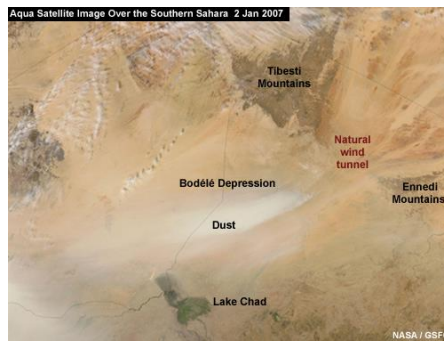 Aqua Satellite Image Over the Southern Sahara 2 Jan 2007
Tibesti
Mountains
Natural
wind
tunnel
Bodélé Depression
Ennedi
Mountains
Dust
Lake Chad
NASA / GSF